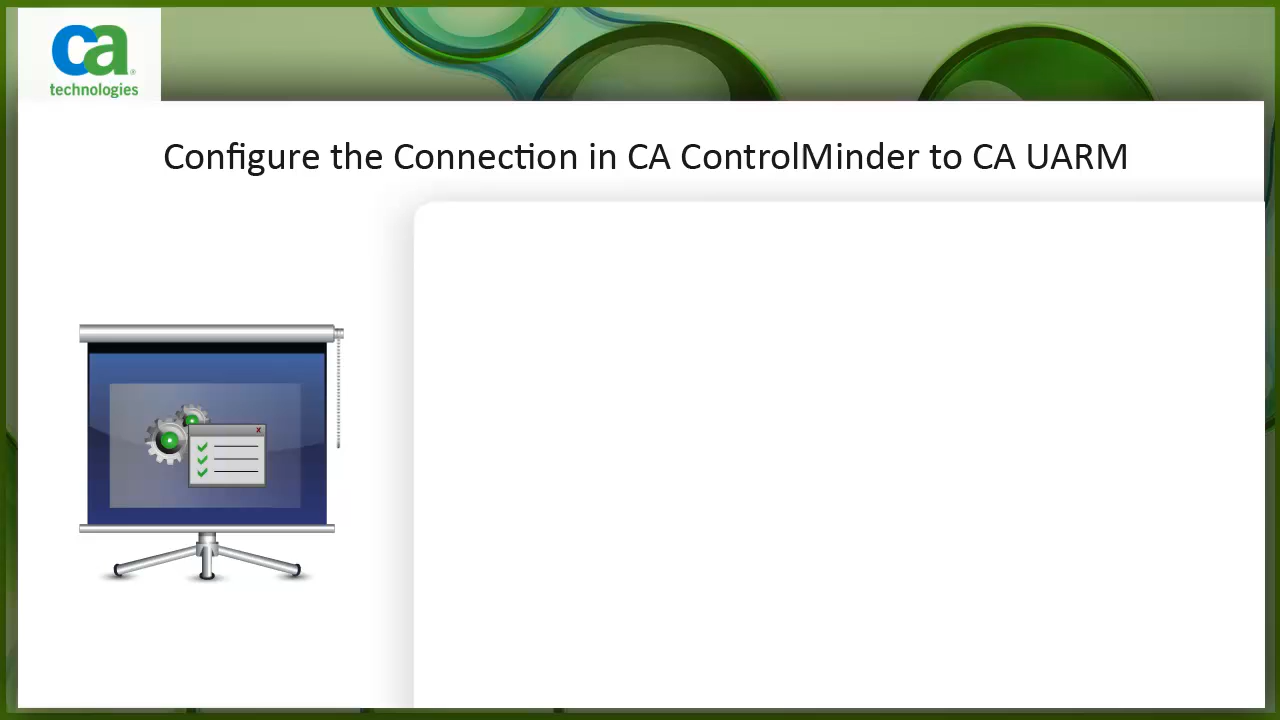 ca
technologies
Configure the Connection in CA ControlMinder to CA UARM
x